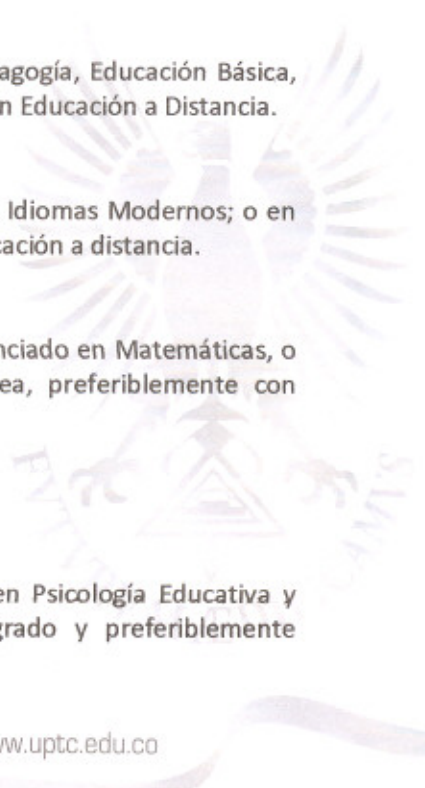 agogía, Educación Básica,
n Educación a Distancia.
Idiomas Modernos; o en
cación a distancia.
nciado en Matemáticas, o
ea, preferiblemente con
en Psicología Educativa y
grado y preferiblemente
ww.uptc.edu.co